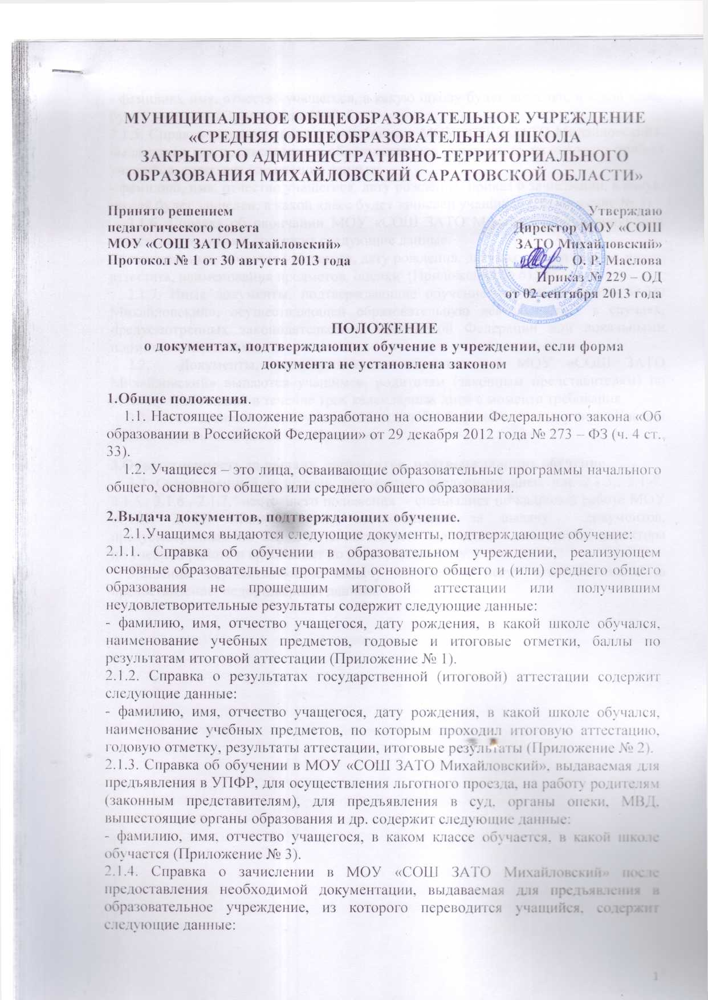 МУНИЦИПАЛЬНОЕ ОБЩЕОБРАЗОВАТЕЛЬНОЕ УЧРЕЖДЕНИЕ
«СРЕДНЯЯ ОБЩЕОБРАЗОВАТЕЛЬНАЯ ШКОЛА
ЗАКРЫТОГО АДМИНИСТРАТИВНО-ТЕРРИТОРИАЛЬНОГО
ОБРАЗОВАНИЯ МИХАЙЛОВСКИЙ САРАТОВСКОЙ ОБЛАСТИ»
Принято решением
педагогического совета
МОУ «СОШ ЗАТО Михайловский»
Протокол № 1 от 30 августа 2013 года
Утверждаю
Директор МОУ «СОШ
ЗАТО Михайловский»
О. Р. Маслова
Приказ № 229 – ОД
от 02 сентября 2013 года
ПОЛОЖЕНИЕ
о документах, подтверждающих обучение в учреждении, если форма
документа не установлена законом
1.Общие положения.
1.1. Настоящее Положение разработано на основании Федерального закона «Об
образовании в Российской Федерации» от 29 декабря 2012 года № 273 – ФЗ (ч. 4 ст.,
33).
1.2. Учащиеся – это лица, осваивающие образовательные программы начального
общего, основного общего или среднего общего образования.
2.Выдача документов, подтверждающих обучение.
2.1.Учащимся выдаются следующие документы, подтверждающие обучение:
2.1.1. Справка об обучении в образовательном учреждении, реализующем
основные образовательные программы основного общего и (или) среднего общего
образования не прошедшим итоговой аттестации или получившим
неудовлетворительные результаты содержит следующие данные:
- фамилию, имя, отчество учащегося, дату рождения, в какой школе обучался,
наименование учебных предметов, годовые и итоговые отметки, баллы по
результатам итоговой аттестации (Приложение № 1).
2.1.2. Справка о результатах государственной (итоговой) аттестации содержит
следующие данные:
- фамилию, имя, отчество учащегося, дату рождения, в какой школе обучался,
наименование учебных предметов, по которым проходил итоговую аттестацию,
годовую отметку, результаты аттестации, итоговые результаты (Приложение № 2).
2.1.3. Справка об обучении в МОУ «СОШ ЗАТО Михайловский», выдаваемая для
предъявления в УПФР, для осуществления льготного проезда, на работу родителям
(законным представителям), для предъявления в суд, органы опеки, МВД,
вышестоящие органы образования и др. содержит следующие данные:
- фамилию, имя, отчество учащегося, в каком классе обучается, в какой школе
обучается (Приложение № 3).
2.1.4. Справка о зачислении в МОУ «СОШ ЗАТО Михайловский» после
предоставления необходимой документации, выдаваемая для предъявления в
образовательное учреждение, из которого переводится учащийся, содержит
следующие данные:
1